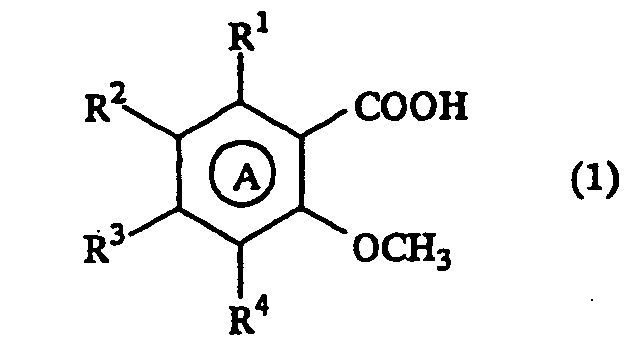 R¹
R² COOH
A (1)
R³ OCH₃
R⁴